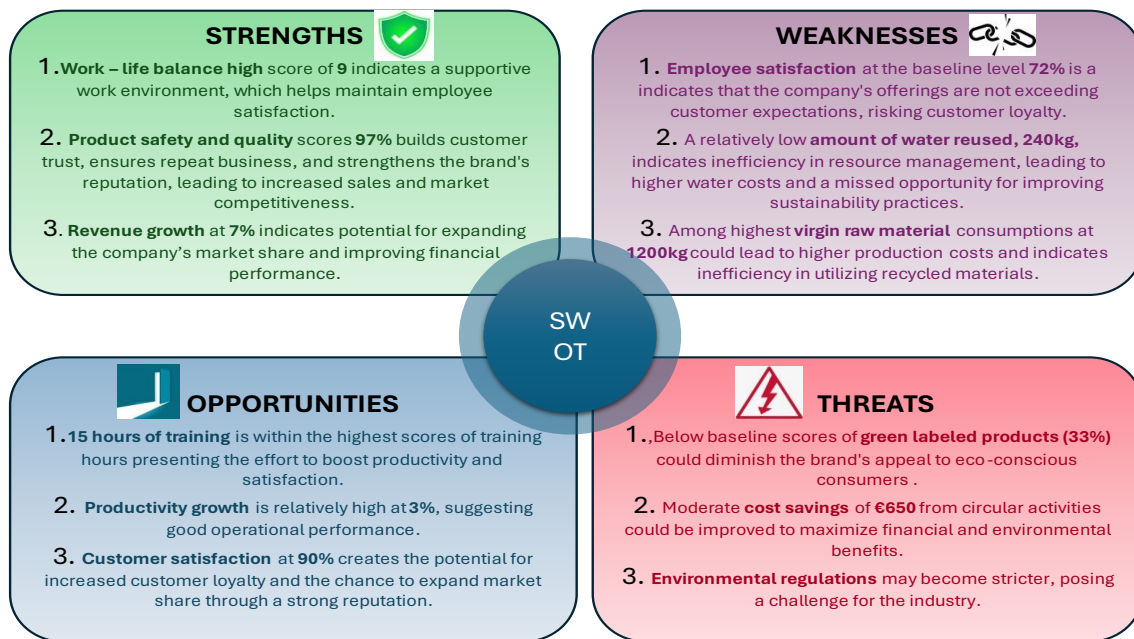 STRENGTHS
1.Work – life balance high score of 9 indicates a supportive
work environment, which helps maintain employee
satisfaction.
2. Product safety and quality scores 97% builds customer
trust, ensures repeat business, and strengthens the brand's
reputation, leading to increased sales and market
competitiveness.
3. Revenue growth at 7% indicates potential for expanding
the company's market share and improving financial
performance.
WEAKNESSES
1. Employee satisfaction at the baseline level 72% is a
indicates that the company's offerings are not exceeding
customer expectations, risking customer loyalty.
2. A relatively low amount of water reused, 240kg,
indicates inefficiency in resource management, leading to
higher water costs and a missed opportunity for improving
sustainability practices.
3. Among highest virgin raw material consumptions at
1200kg could lead to higher production costs and indicates
inefficiency in utilizing recycled materials.
SW
OT
OPPORTUNITIES
1.15 hours of training is within the highest scores of training
hours presenting the effort to boost productivity and
satisfaction.
2. Productivity growth is relatively high at 3%, suggesting
good operational performance.
3. Customer satisfaction at 90% creates the potential for
increased customer loyalty and the chance to expand market
share through a strong reputation.
THREATS
1.,Below baseline scores of green labeled products (33%)
could diminish the brand's appeal to eco-conscious
consumers .
2. Moderate cost savings of €650 from circular activities
could be improved to maximize financial and environmental
benefits.
3. Environmental regulations may become stricter, posing
a challenge for the industry.